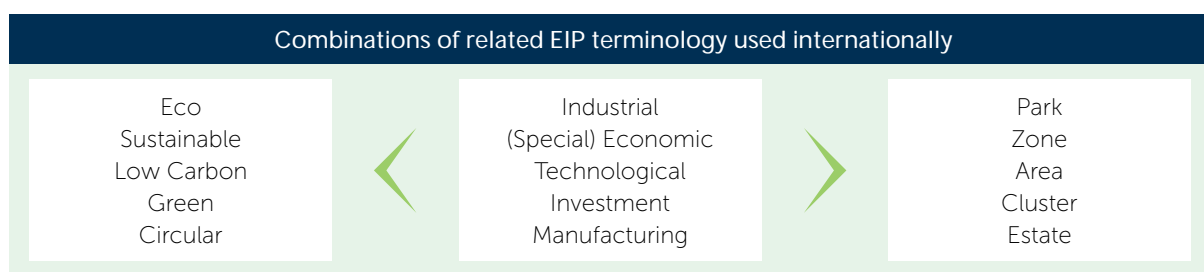 Combinations of related EIP terminology used internationally
Eco
Sustainable
Low Carbon
Green
Circular
Industrial
(Special) Economic
Technological
Investment
Manufacturing
Park
Zone
Area
Cluster
Estate